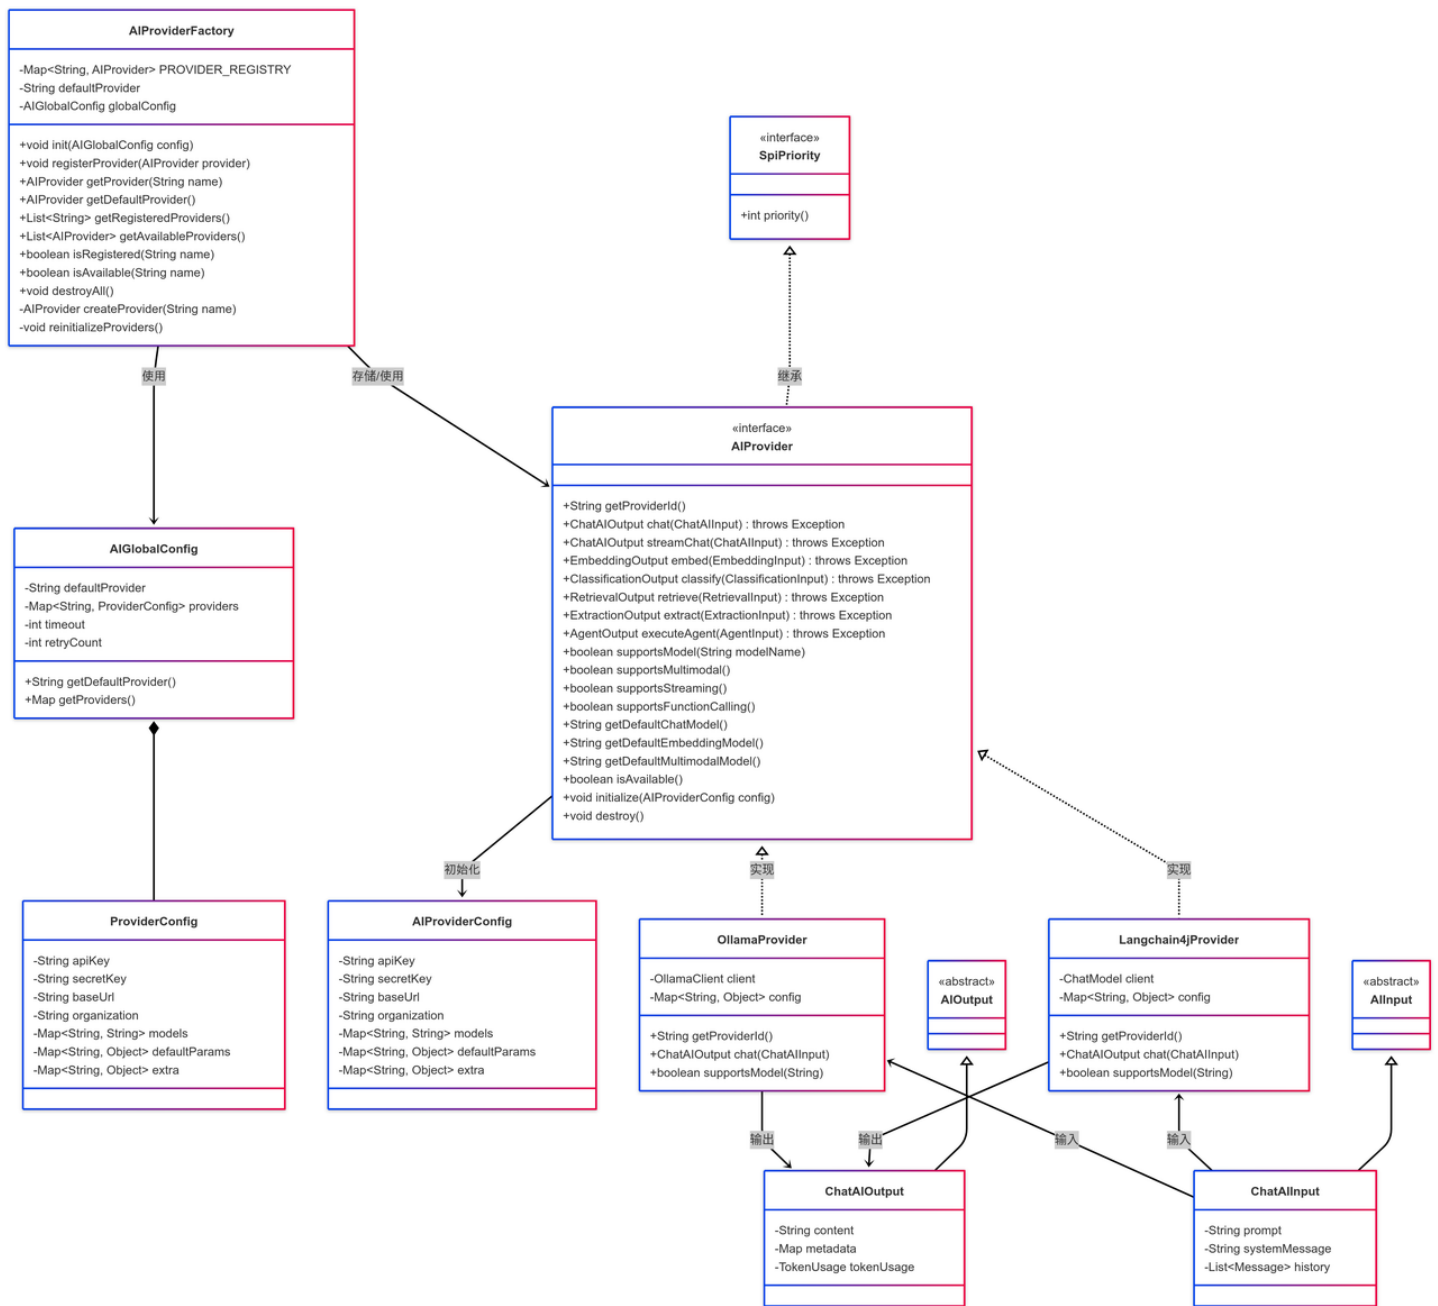 AIProviderFactory
-Map<String, AIProvider> PROVIDER_REGISTRY
-String defaultProvider
-AIGlobalConfig globalConfig
+void init(AIGlobalConfig config)
+void registerProvider(AIProvider provider)
+AIProvider getProvider(String name)
+AIProvider getDefaultProvider()
+List<String> getRegisteredProviders()
+List<AIProvider> getAvailableProviders()
+boolean isRegistered(String name)
+boolean isAvailable(String name)
+void destroyAll()
-AIProvider createProvider(String name)
-void reinitializeProviders()
«interface»
SpiPriority
+int priority()
使用
存储/使用
继承
«interface»
AIProvider
+String getProviderId()
+ChatAIOutput chat(ChatAIInput) : throws Exception
+ChatAIOutput streamChat(ChatAIInput) : throws Exception
+EmbeddingOutput embed(EmbeddingInput) : throws Exception
+ClassificationOutput classify(ClassificationInput) : throws Exception
+RetrievalOutput retrieve(RetrievalInput) : throws Exception
+ExtractionOutput extract(ExtractionInput) : throws Exception
+AgentOutput executeAgent(AgentInput) : throws Exception
+boolean supportsModel(String modelName)
+boolean supportsMultimodal()
+boolean supportsStreaming()
+boolean supportsFunctionCalling()
+String getDefaultChatModel()
+String getDefaultEmbeddingModel()
+String getDefaultMultimodalModel()
+boolean isAvailable()
+void initialize(AIProviderConfig config)
+void destroy()
AIGlobalConfig
-String defaultProvider
-Map<String, ProviderConfig> providers
-int timeout
-int retryCount
+String getDefaultProvider()
+Map getProviders()
初始化
实现
实现
ProviderConfig
-String apiKey
-String secretKey
-String baseUrl
-String organization
-Map<String, String> models
-Map<String, Object> defaultParams
-Map<String, Object> extra
AIProviderConfig
-String apiKey
-String secretKey
-String baseUrl
-String organization
-Map<String, String> models
-Map<String, Object> defaultParams
-Map<String, Object> extra
OllamaProvider
-OllamaClient client
-Map<String, Object> config
+String getProviderId()
+ChatAIOutput chat(ChatAIInput)
+boolean supportsModel(String)
«abstract»
AIOutput
Langchain4jProvider
-ChatModel client
-Map<String, Object> config
+String getProviderId()
+ChatAIOutput chat(ChatAIInput)
+boolean supportsModel(String)
«abstract»
AIInput
输出
输出
输入
输入
ChatAIOutput
-String content
-Map metadata
-TokenUsage tokenUsage
ChatAIInput
-String prompt
-String systemMessage
-List<Message> history